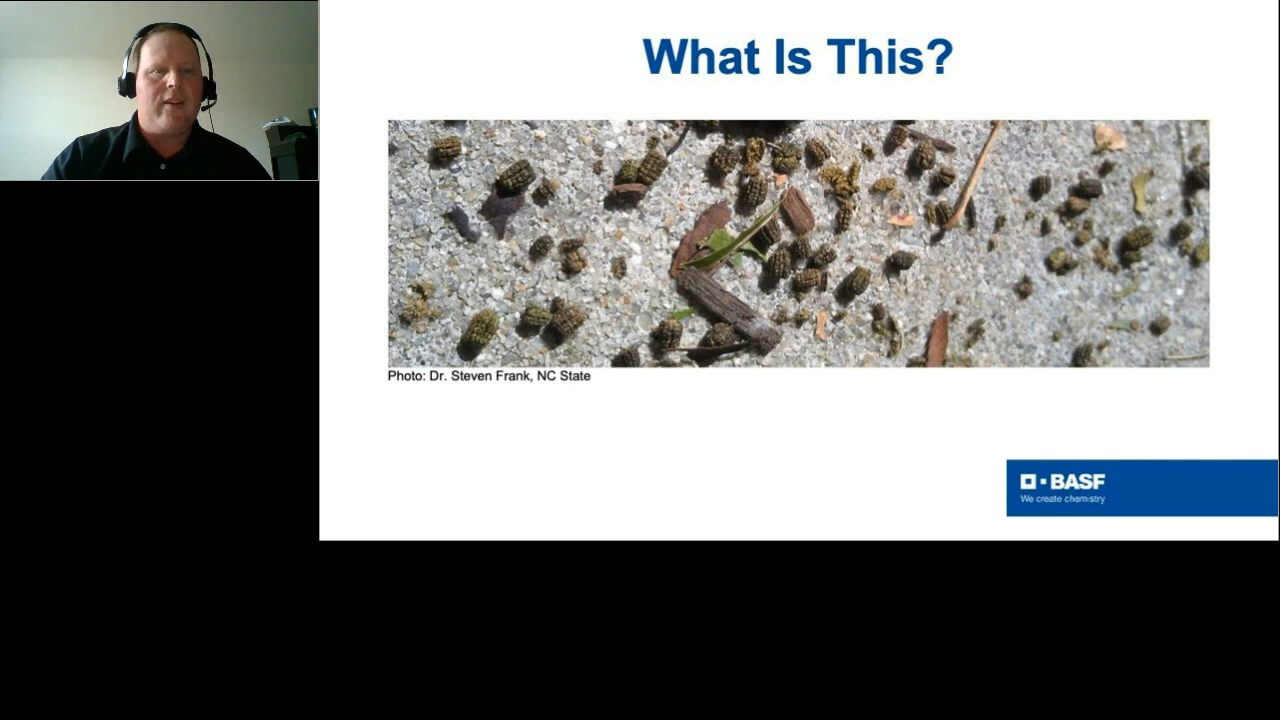 What Is This?
Photo: Dr. Steven Frank, NC State
BASF
We create chemistry